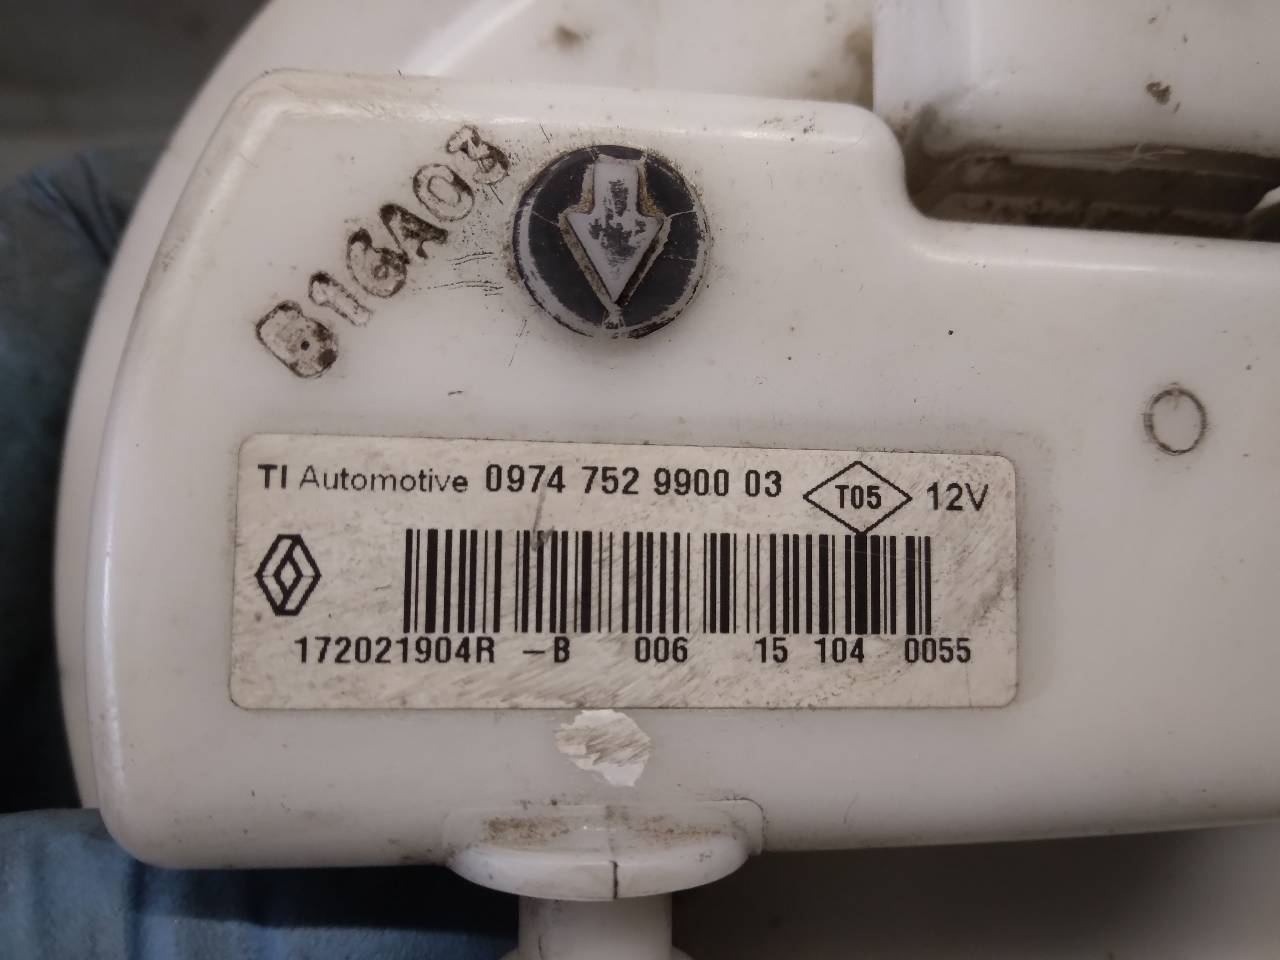 B16A03
TI Automotive 0974 752 9900 03 T05 12V
172021904R -B 006 15 104 0055